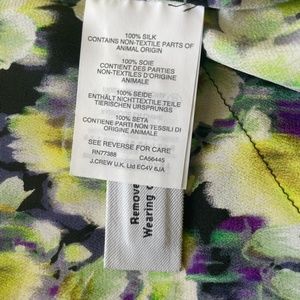 100% SILK
CONTAINS NON-TEXTILE PARTS OF
ANIMAL ORIGIN
100% SOIE
CONTIENT DES PARTIES
NON-TEXTILES D'ORIGINE
ANIMALE
100% SEIDE
ENTHÄLT NICHTTEXTILE TEILE
TIERISCHEN URSPRUNGS
100% SETA
CONTIENE PARTI NON TESSILI DI
ORIGINE ANIMALE
SEE REVERSE FOR CARE
RN77388 CA56445
J.CREW U.K. Ltd EC4V 6JA
Remove
Wearing